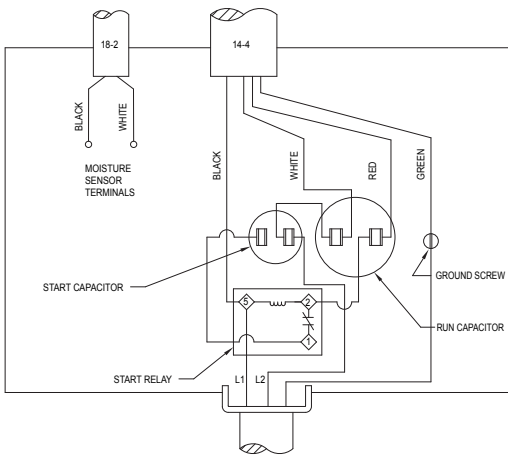 18-2
14-4
BLACK
WHITE
MOISTURE
SENSOR
TERMINALS
BLACK
WHITE
RED
GREEN
START CAPACITOR
GROUND SCREW
RUN CAPACITOR
5
2
1
START RELAY
L1
L2